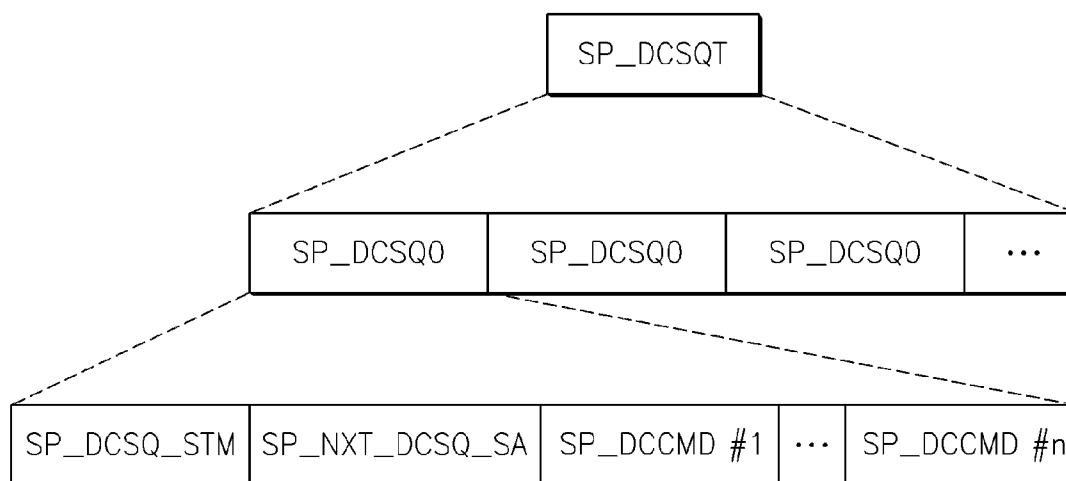 SP_DCSQT
SP_DCSQ0 SP_DCSQ0 SP_DCSQ0 ···
SP_DCSQ_STM SP_NXT_DCSQ_SA SP_DCCMD #1 ··· SP_DCCMD #n